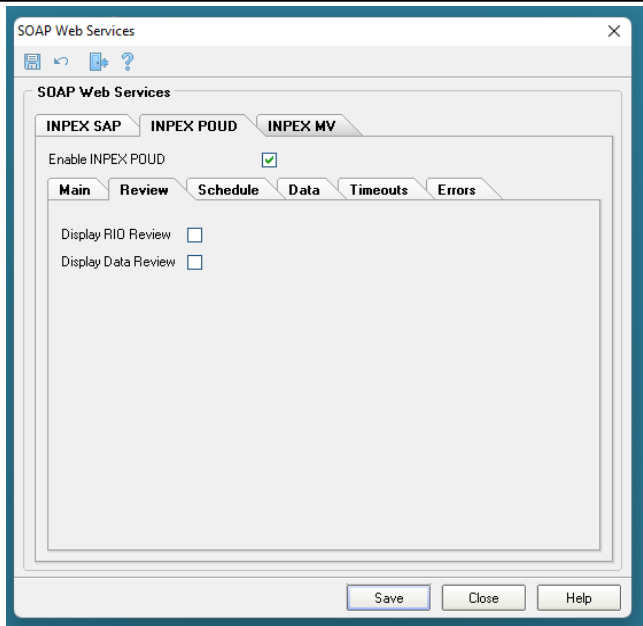 SOAP Web Services
SOAP Web Services
INPEX SAP INPEX POUD INPEX MV
Enable INPEX POUD
Main Review Schedule Data Timeouts Errors
Display RIO Review
Display Data Review
Save Close Help